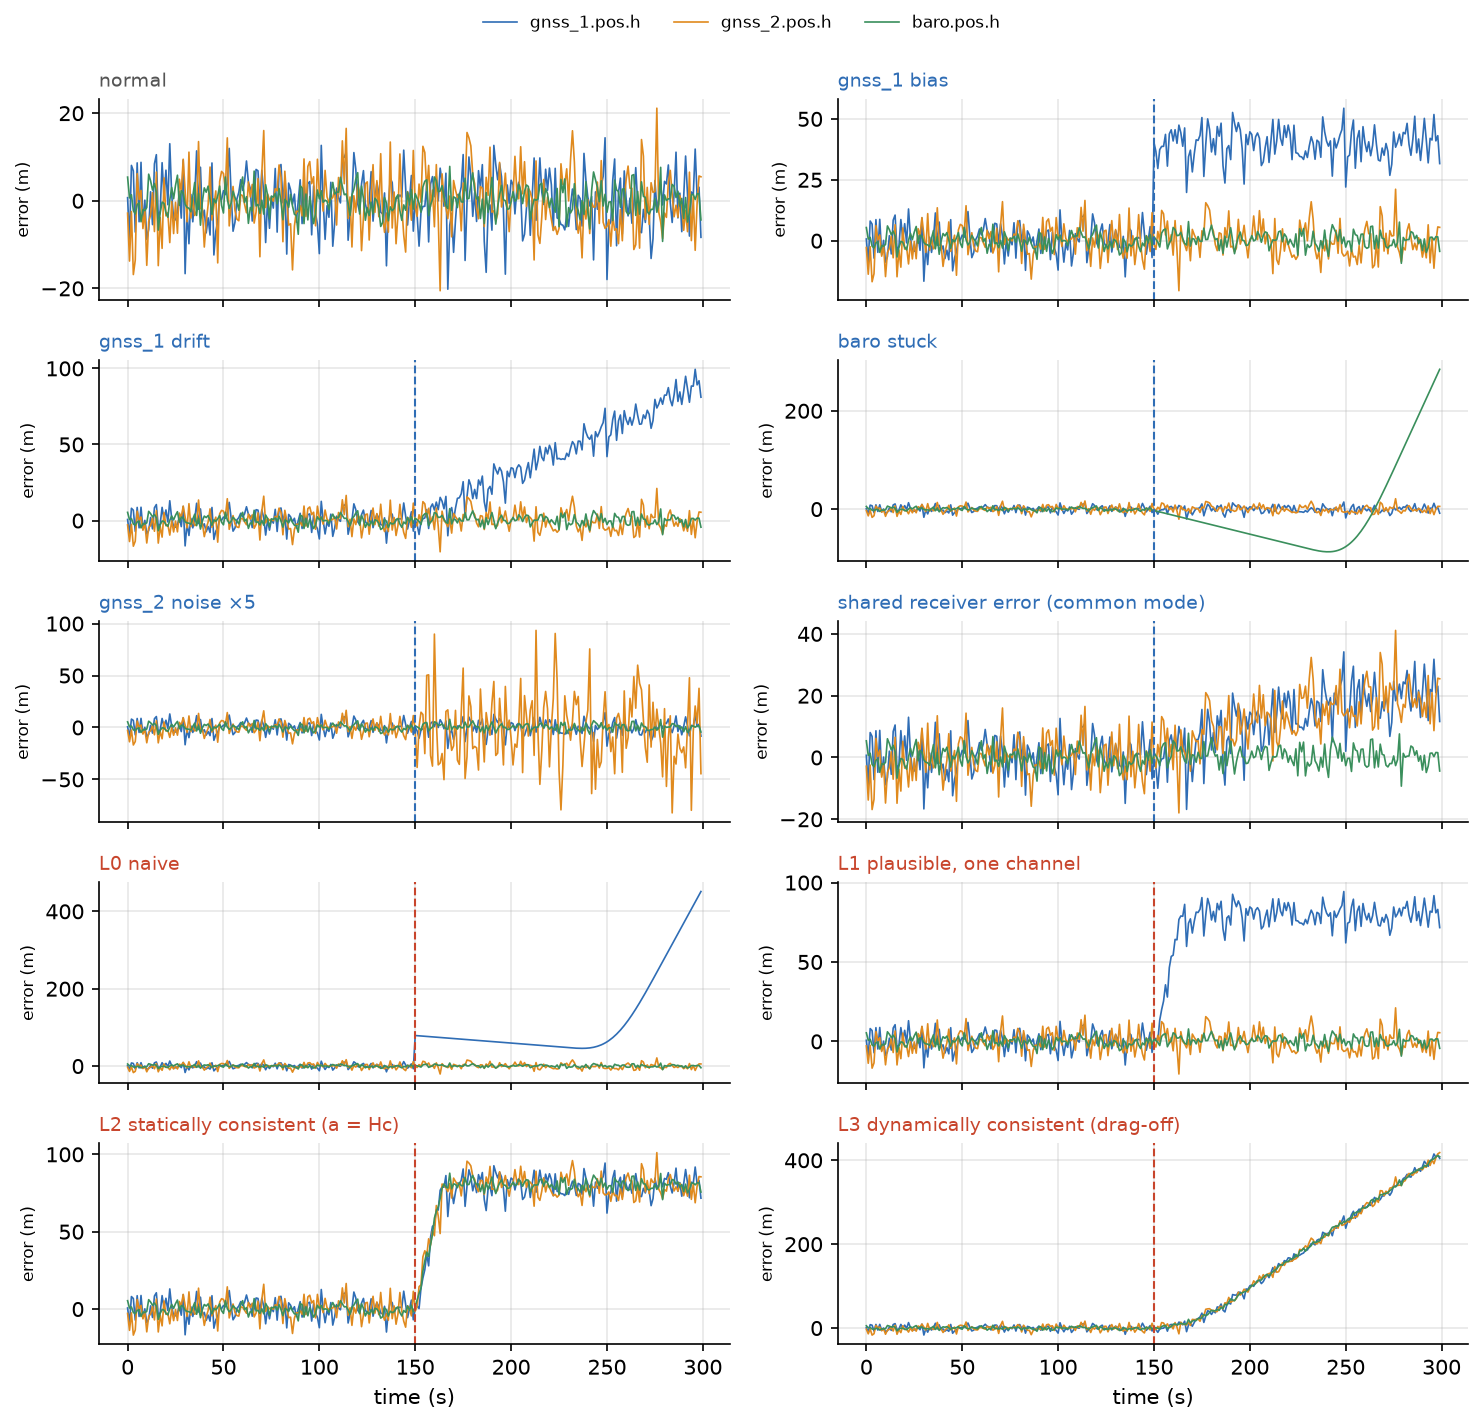 gnss_1.pos.h gnss_2.pos.h baro.pos.h
normal
20
0
−20
error (m)
gnss_1 bias
50
25
0
error (m)
gnss_1 drift
100
50
0
error (m)
baro stuck
200
0
error (m)
gnss_2 noise ×5
100
50
0
−50
error (m)
shared receiver error (common mode)
40
20
0
−20
error (m)
L0 naive
400
200
0
error (m)
L1 plausible, one channel
100
50
0
error (m)
L2 statically consistent (a = Hc)
100
50
0
error (m)
0 50 100 150 200 250 300
time (s)
L3 dynamically consistent (drag-off)
400
200
0
error (m)
0 50 100 150 200 250 300
time (s)